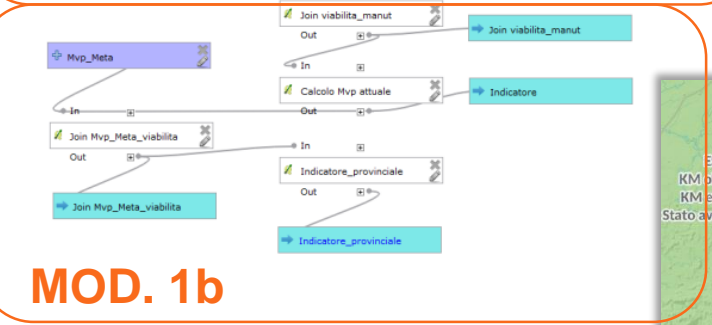 Join viabilita_manut
Out
Join viabilita_manut
Mvp_Meta
In
Calcolo Mvp attuale
Indicatore
In
Out
Join Mvp_Meta_viabilita
In
Out
Indicatore_provinciale
Out
Join Mvp_Meta_viabilita
Indicatore_provinciale
MOD. 1b
KM
KM
Stato